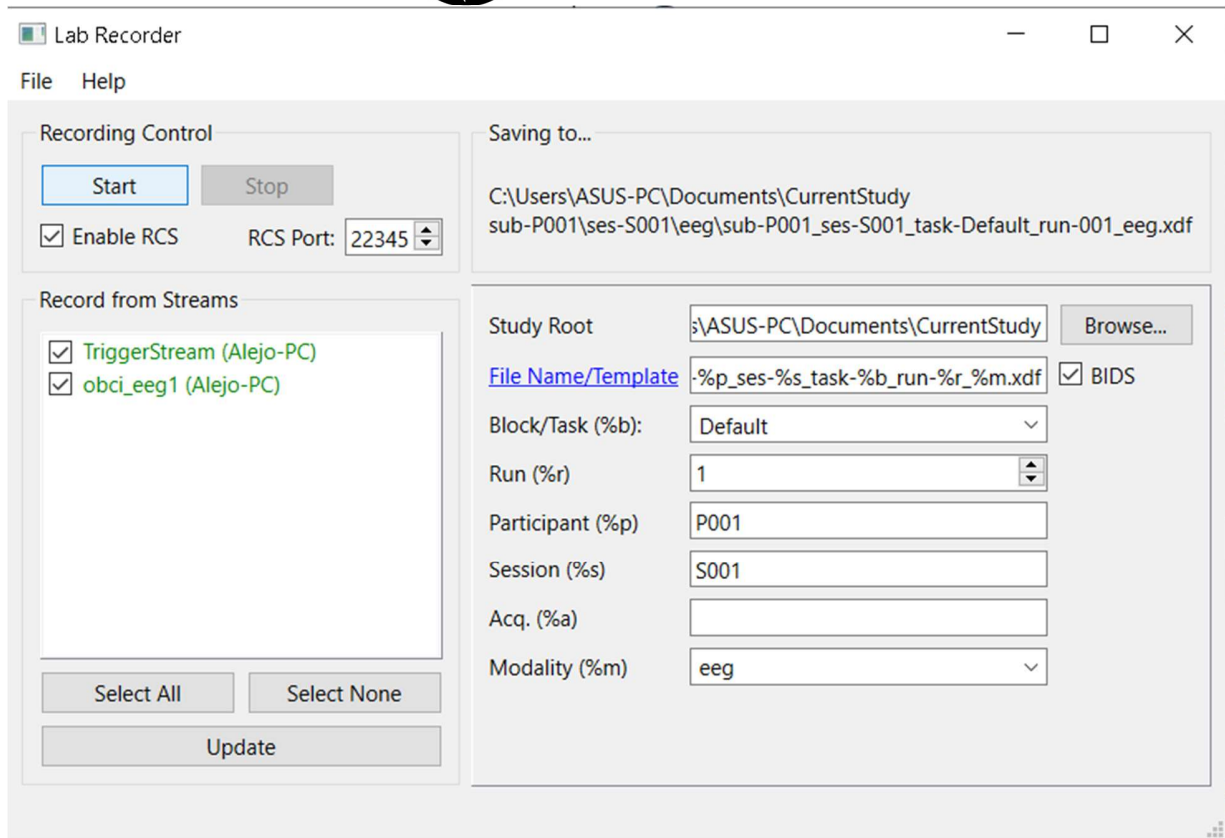 Lab Recorder
File Help
Recording Control
Start Stop
Enable RCS RCS Port: 22345
Saving to...
C:\Users\ASUS-PC\Documents\CurrentStudy
sub-P001\ses-S001\eeg\sub-P001_ses-S001_task-Default_run-001_eeg.xdf
Record from Streams
TriggerStream (Alejo-PC)
obci_eeg1 (Alejo-PC)
Select All Select None
Update
Study Root s\ASUS-PC\Documents\CurrentStudy Browse...
File Name/Template -%p_ses-%s_task-%b_run-%r_%m.xdf BIDS
Block/Task (%b): Default
Run (%r) 1
Participant (%p) P001
Session (%s) S001
Acq. (%a)
Modality (%m) eeg